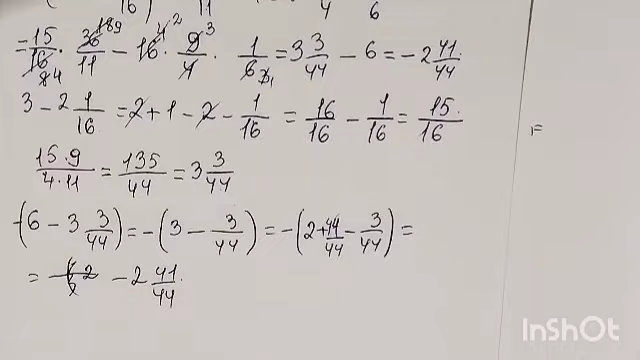 16) 11 4 6
= 15/16 · 36/11 - 16 · 9/4 · 1/6 = 3 3/44 - 6 = -2 41/44
3 - 2 1/16 = 2 + 1 - 2 - 1/16 = 16/16 - 1/16 = 15/16.
15·9/4·11 = 135/44 = 3 3/44
-(6 - 3 3/44) = -(3 - 3/44) = -(2 + 44/44 - 3/44) =
= -2 41/44.
=
InShOt